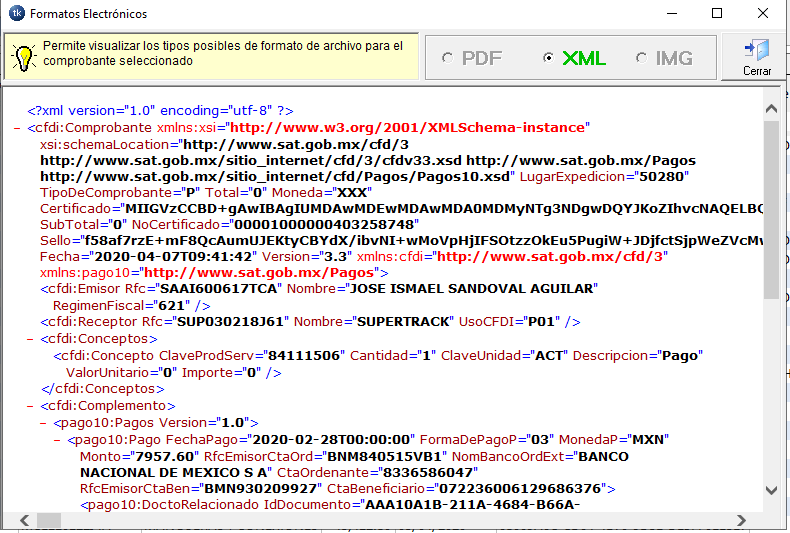 tk Formatos Electrónicos
Permite visualizar los tipos posibles de formato de archivo para el
comprobante seleccionado
PDF XML IMG
Cerrar
<?xml version="1.0" encoding="utf-8" ?>
- <cfdi:Comprobante xmlns:xsi="http://www.w3.org/2001/XMLSchema-instance"
xsi:schemaLocation="http://www.sat.gob.mx/cfd/3
http://www.sat.gob.mx/sitio_internet/cfd/3/cfdv33.xsd http://www.sat.gob.mx/Pagos
http://www.sat.gob.mx/sitio_internet/cfd/Pagos/Pagos10.xsd" LugarExpedicion="50280"
TipoDeComprobante="P" Total="0" Moneda="XXX"
Certificado="MIIGVzCCBD+gAwIBAgIUMDAwMDEwMDAwMDA0MDMyNTg3NDgwDQYJKoZIhvcNAQELBQ
SubTotal="0" NoCertificado="00001000000403258748"
Sello="f58af7rzE+mF8QcAumUJEKtyCBYdX/ibvNI+wMoVpHjIFSOtzzOkEu5PugiW+JDjfctSjpWeZVcMv
Fecha="2020-04-07T09:41:42" Version="3.3" xmlns:cfdi="http://www.sat.gob.mx/cfd/3"
xmlns:pago10="http://www.sat.gob.mx/Pagos">
<cfdi:Emisor Rfc="SAAI600617TCA" Nombre="JOSE ISMAEL SANDOVAL AGUILAR"
RegimenFiscal="621" />
<cfdi:Receptor Rfc="SUP030218J61" Nombre="SUPERTRACK" UsoCFDI="P01" />
- <cfdi:Conceptos>
<cfdi:Concepto ClaveProdServ="84111506" Cantidad="1" ClaveUnidad="ACT" Descripcion="Pago"
ValorUnitario="0" Importe="0" />
</cfdi:Conceptos>
- <cfdi:Complemento>
- <pago10:Pagos Version="1.0">
- <pago10:Pago FechaPago="2020-02-28T00:00:00" FormaDePagoP="03" MonedaP="MXN"
Monto="7957.60" RfcEmisorCtaOrd="BNM840515VB1" NomBancoOrdExt="BANCO
NACIONAL DE MEXICO S A" CtaOrdenante="8336586047"
RfcEmisorCtaBen="BMN930209927" CtaBeneficiario="072236006129686376">
<pago10:DoctoRelacionado IdDocumento="AAA10A1B-211A-4684-B66A-